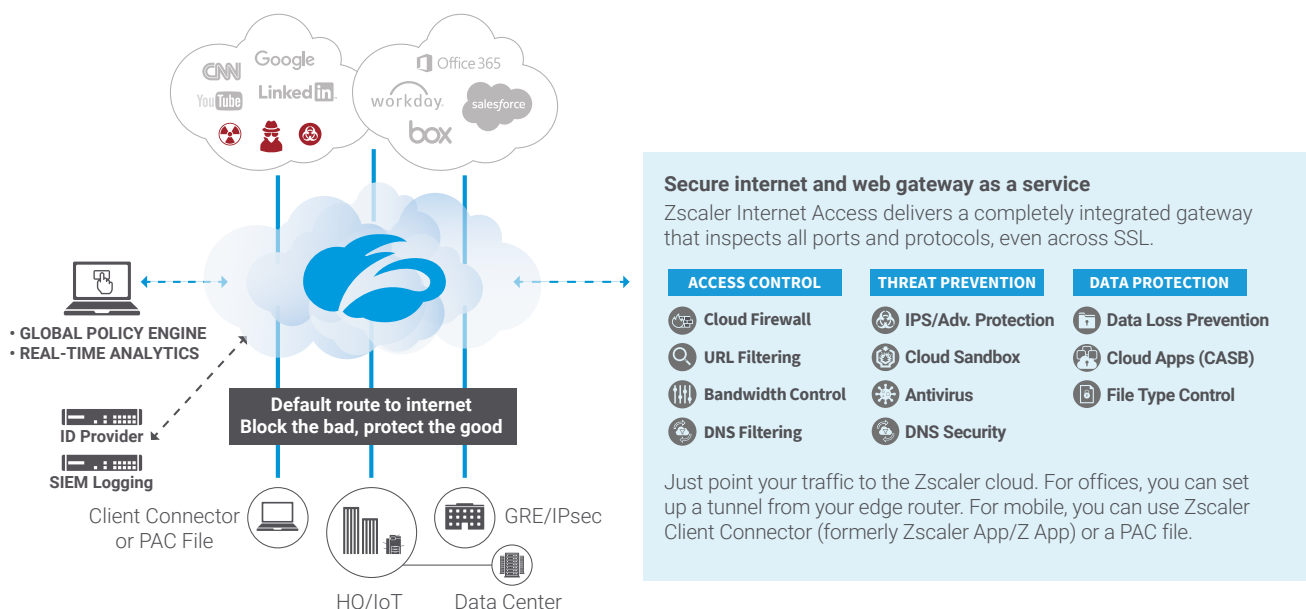 CNN
Google
YouTube
LinkedIn
Office 365
workday.
salesforce
box
• GLOBAL POLICY ENGINE
• REAL-TIME ANALYTICS
ID Provider
SIEM Logging
Default route to internet
Block the bad, protect the good
Client Connector
or PAC File
GRE/IPsec
HQ/IoT
Data Center
Secure internet and web gateway as a service
Zscaler Internet Access delivers a completely integrated gateway
that inspects all ports and protocols, even across SSL.
ACCESS CONTROL
Cloud Firewall
URL Filtering
Bandwidth Control
DNS Filtering
THREAT PREVENTION
IPS/Adv. Protection
Cloud Sandbox
Antivirus
DNS Security
DATA PROTECTION
Data Loss Prevention
Cloud Apps (CASB)
File Type Control
Just point your traffic to the Zscaler cloud. For offices, you can set
up a tunnel from your edge router. For mobile, you can use Zscaler
Client Connector (formerly Zscaler App/Z App) or a PAC file.